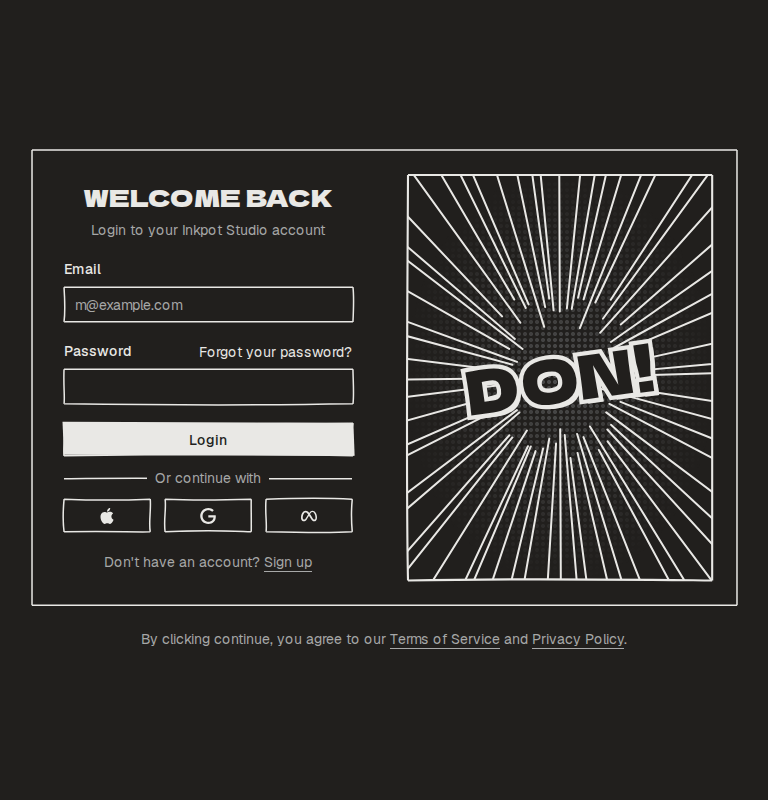 WELCOME BACK
Login to your Inkpot Studio account
Email
m@example.com
Password
Forgot your password?
Login
Or continue with
Don't have an account? Sign up
DON!
By clicking continue, you agree to our Terms of Service and Privacy Policy.